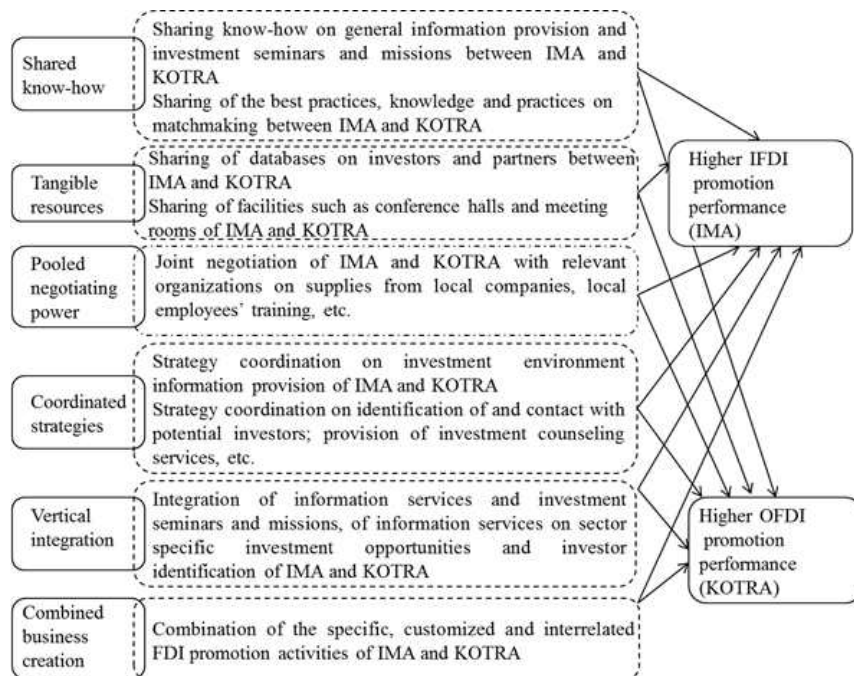 Shared
know-how
Sharing know-how on general information provision and
investment seminars and missions between IMA and
KOTRA
Sharing of the best practices, knowledge and practices on
matchmaking between IMA and KOTRA
Tangible
resources
Sharing of databases on investors and partners between
IMA and KOTRA
Sharing of facilities such as conference halls and meeting
rooms of IMA and KOTRA
Pooled
negotiating
power
Joint negotiation of IMA and KOTRA with relevant
organizations on supplies from local companies, local
employees' training, etc.
Coordinated
strategies
Strategy coordination on investment environment
information provision of IMA and KOTRA
Strategy coordination on identification of and contact with
potential investors; provision of investment counseling
services, etc.
Vertical
integration
Integration of information services and investment
seminars and missions, of information services on sector
specific investment opportunities and investor
identification of IMA and KOTRA
Combined
business
creation
Combination of the specific, customized and interrelated
FDI promotion activities of IMA and KOTRA
Higher IFDI
promotion
performance
(IMA)
Higher OFDI
promotion
performance
(KOTRA)